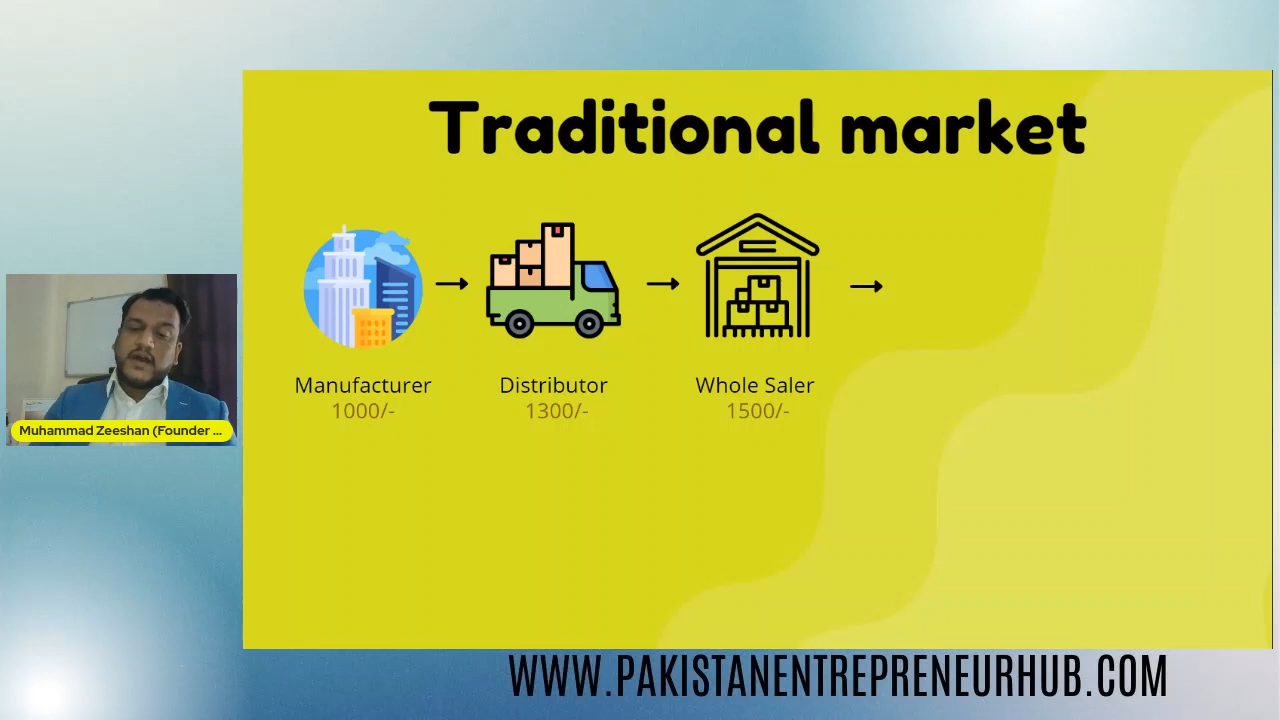 Traditional market
Manufacturer
1000/-
Distributor
1300/-
Whole Saler
1500/-
Muhammad Zeeshan (Founder ...
WWW.PAKISTANENTREPRENEURHUB.COM